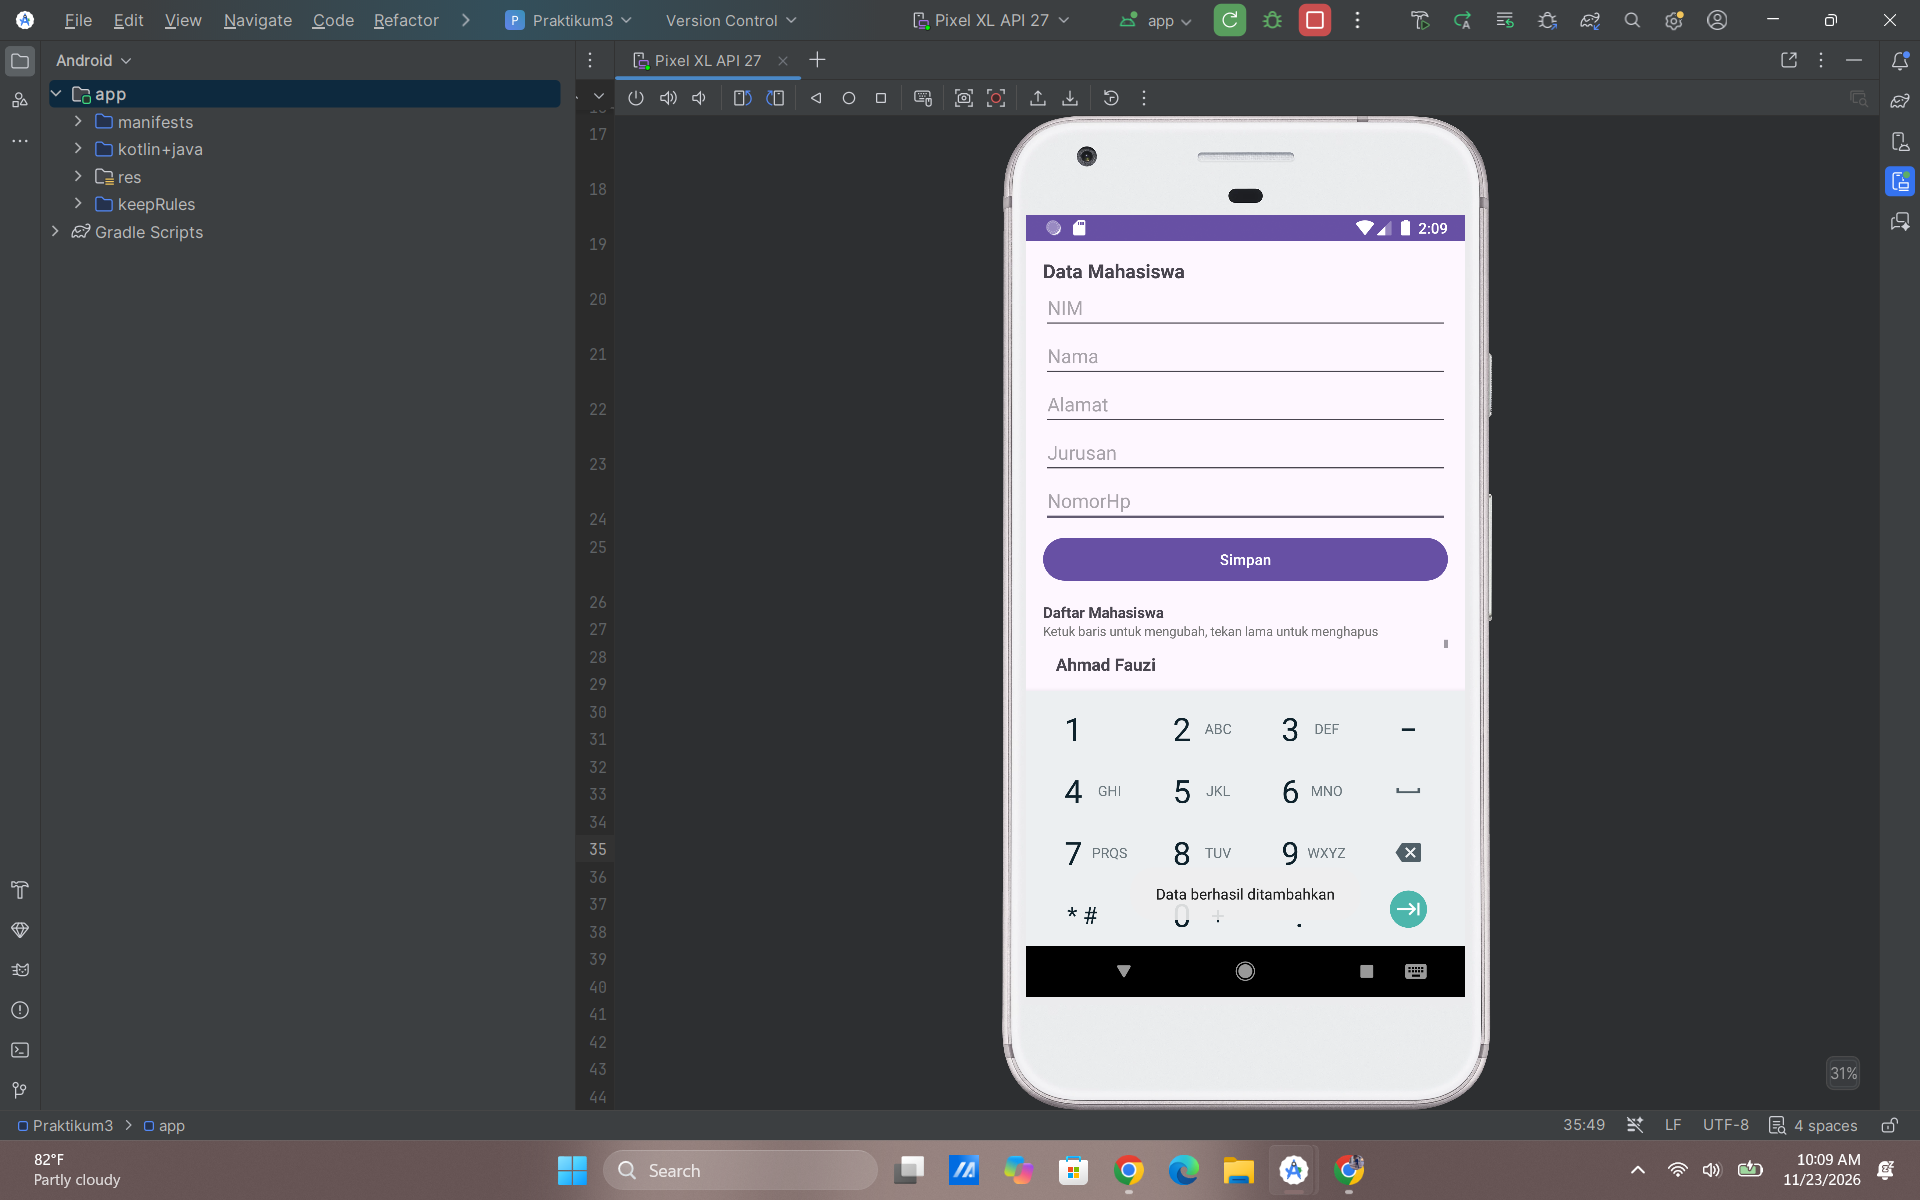 File Edit View Navigate Code Refactor P Praktikum3 Version Control Pixel XL API 27 app
Android
Pixel XL API 27
app
manifests
kotlin+java
res
keepRules
Gradle Scripts
17
18
19
20
21
22
23
24
25
26
27
28
29
30
31
32
33
34
35
36
37
38
39
40
41
42
43
44
2:09
Data Mahasiswa
NIM
Nama
Alamat
Jurusan
NomorHp
Simpan
Daftar Mahasiswa
Ketuk baris untuk mengubah, tekan lama untuk menghapus
Ahmad Fauzi
1 2 ABC 3 DEF -
4 GHI 5 JKL 6 MNO
7 PRQS 8 TUV 9 WXYZ
Data berhasil ditambahkan
* # 0 + .
31%
Praktikum3 > app 35:49 LF UTF-8 4 spaces
82°F
Partly cloudy
Search
10:09 AM
11/23/2026